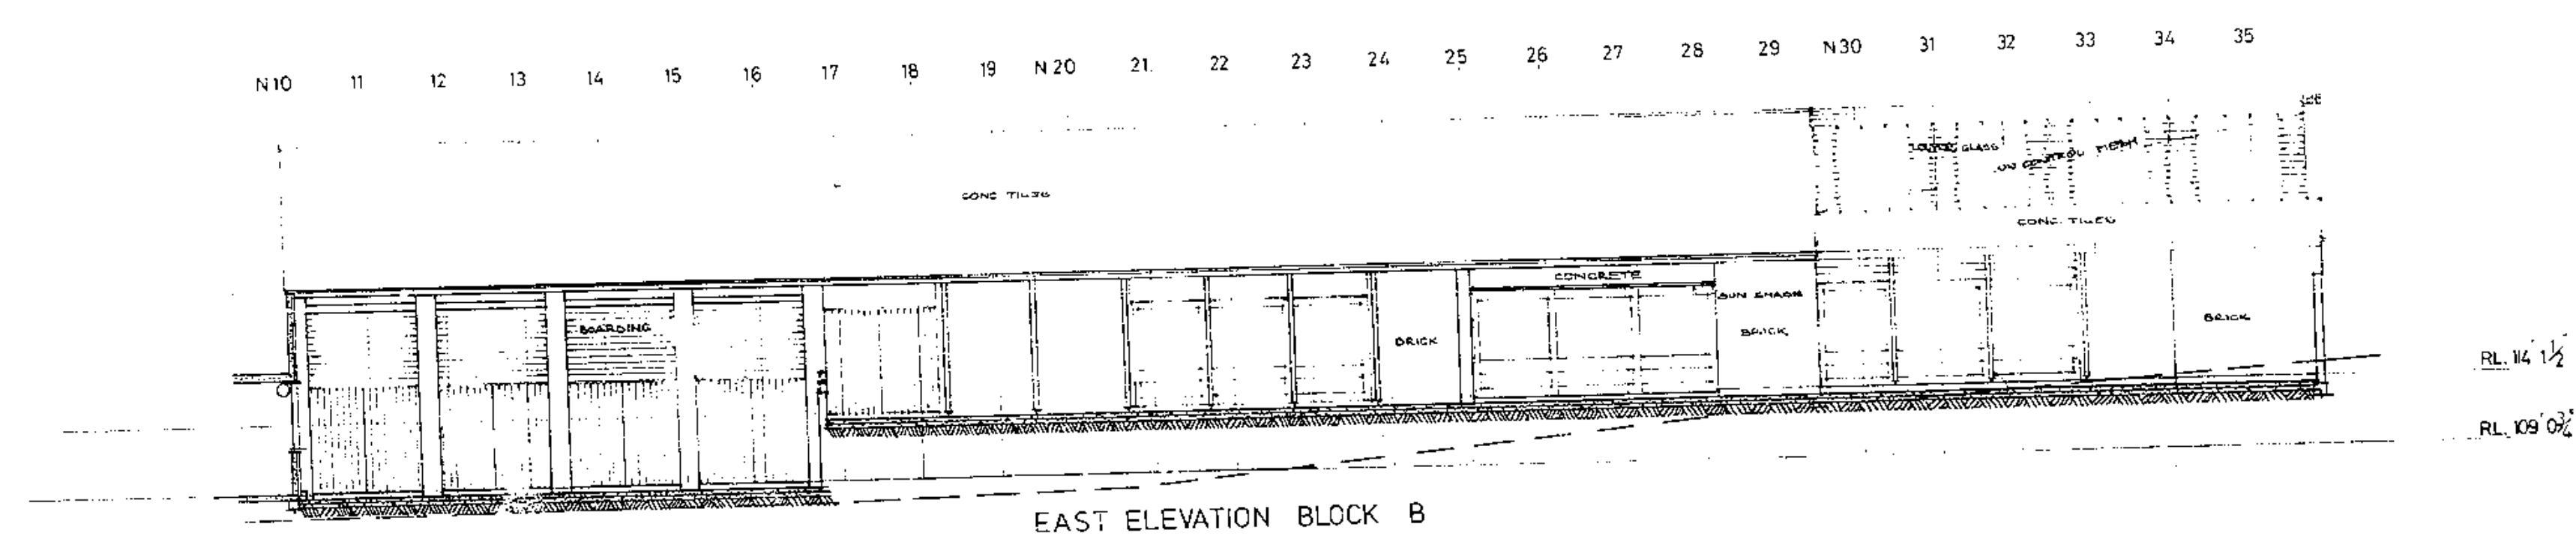 N10 11 12 13 14 15 16 17 18 19 N20 21 22 23 24 25 26 27 28 29 N30 31 32 33 34 35
GLASS
CONTROL
CONC TILES
CONC. TILES
CONCRETE
SUN SHADE
BOARDING
BRICK
BRICK
BRICK
RL. 114' 1½"
RL. 109' 0¾"
EAST ELEVATION BLOCK B